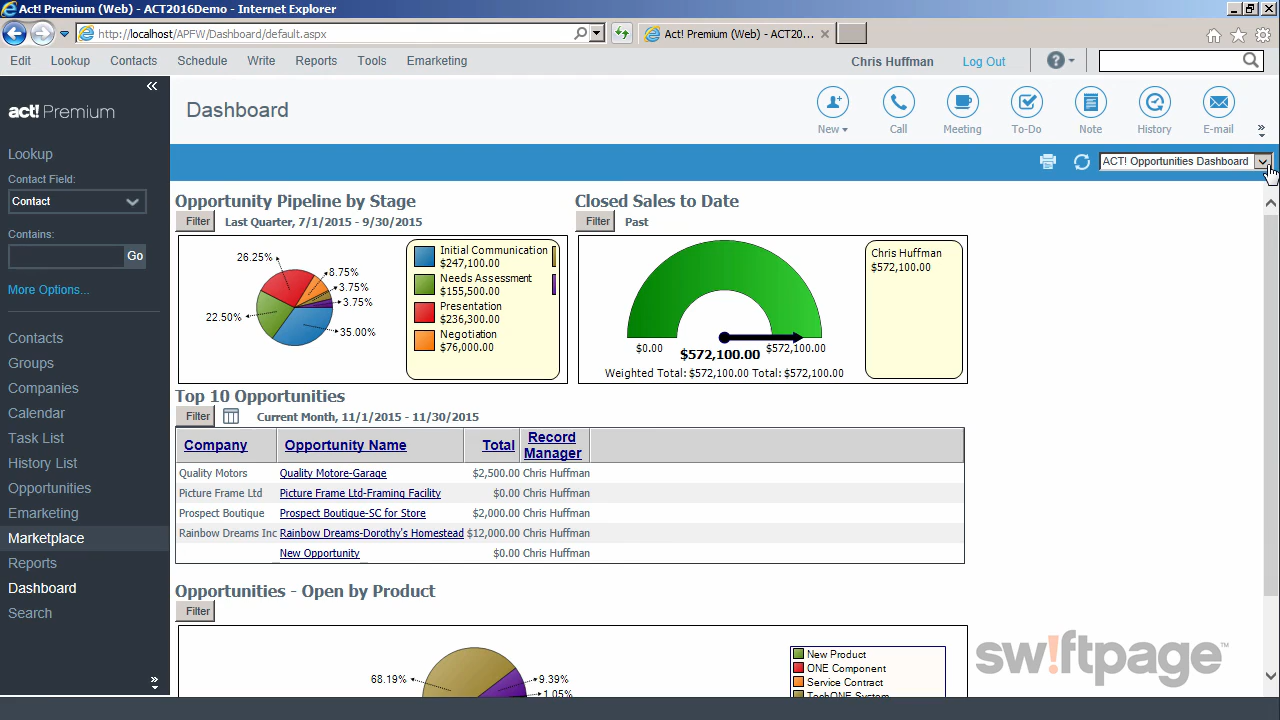 Act! Premium (Web) - ACT2016Demo - Internet Explorer
http://localhost/APFW/Dashboard/default.aspx
Act! Premium (Web) - ACT20...
Edit Lookup Contacts Schedule Write Reports Tools Emarketing
Chris Huffman Log Out
act! Premium
Dashboard
New Call Meeting To-Do Note History E-mail
ACT! Opportunities Dashboard
Lookup
Contact Field:
Contact
Contains:
Go
More Options...
Contacts
Groups
Companies
Calendar
Task List
History List
Opportunities
Emarketing
Marketplace
Reports
Dashboard
Search
Opportunity Pipeline by Stage
Filter Last Quarter, 7/1/2015 - 9/30/2015
26.25%
8.75%
3.75%
3.75%
22.50%
35.00%
Initial Communication
$247,100.00
Needs Assessment
$155,500.00
Presentation
$236,300.00
Negotiation
$76,000.00
Closed Sales to Date
Filter Past
$0.00 $572,100.00 $572,100.00
Weighted Total: $572,100.00 Total: $572,100.00
Chris Huffman
$572,100.00
Top 10 Opportunities
Filter Current Month, 11/1/2015 - 11/30/2015
Company Opportunity Name Total Record Manager
Quality Motors Quality Motore-Garage $2,500.00 Chris Huffman
Picture Frame Ltd Picture Frame Ltd-Framing Facility $0.00 Chris Huffman
Prospect Boutique Prospect Boutique-SC for Store $2,000.00 Chris Huffman
Rainbow Dreams Inc Rainbow Dreams-Dorothy's Homestead $12,000.00 Chris Huffman
New Opportunity $0.00 Chris Huffman
Opportunities - Open by Product
Filter
68.19%
9.39%
1.05%
New Product
ONE Component
Service Contract
TechONE System
sw!ftpage